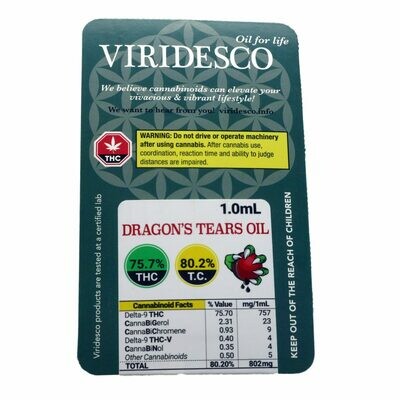 Oil for life
VIRIDESCO
We believe cannabinoids can elevate your
vivacious & vibrant lifestyle!
We want to hear from you! viridesco.info
THC
WARNING: Do not drive or operate machinery
after using cannabis. After cannabis use,
coordination, reaction time and ability to judge
distances are impaired.
Viridesco products are tested at a certified lab
KEEP OUT OF THE REACH OF CHILDREN
1.0mL
DRAGON'S TEARS OIL
75.7%
THC
80.2%
T.C.
Cannabinoid Facts % Value mg/1mL
Delta-9 THC 75.70 757
CannaBiGerol 2.31 23
CannaBiChromene 0.93 9
Delta-9 THC-V 0.40 4
CannaBiNol 0.35 4
Other Cannabinoids 0.50 5
TOTAL 80.20% 802mg